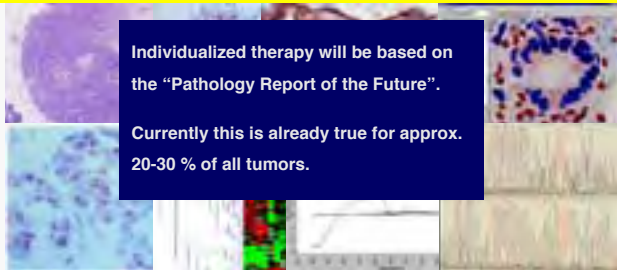 Individualized therapy will be based on
the “Pathology Report of the Future”.
Currently this is already true for approx.
20-30 % of all tumors.